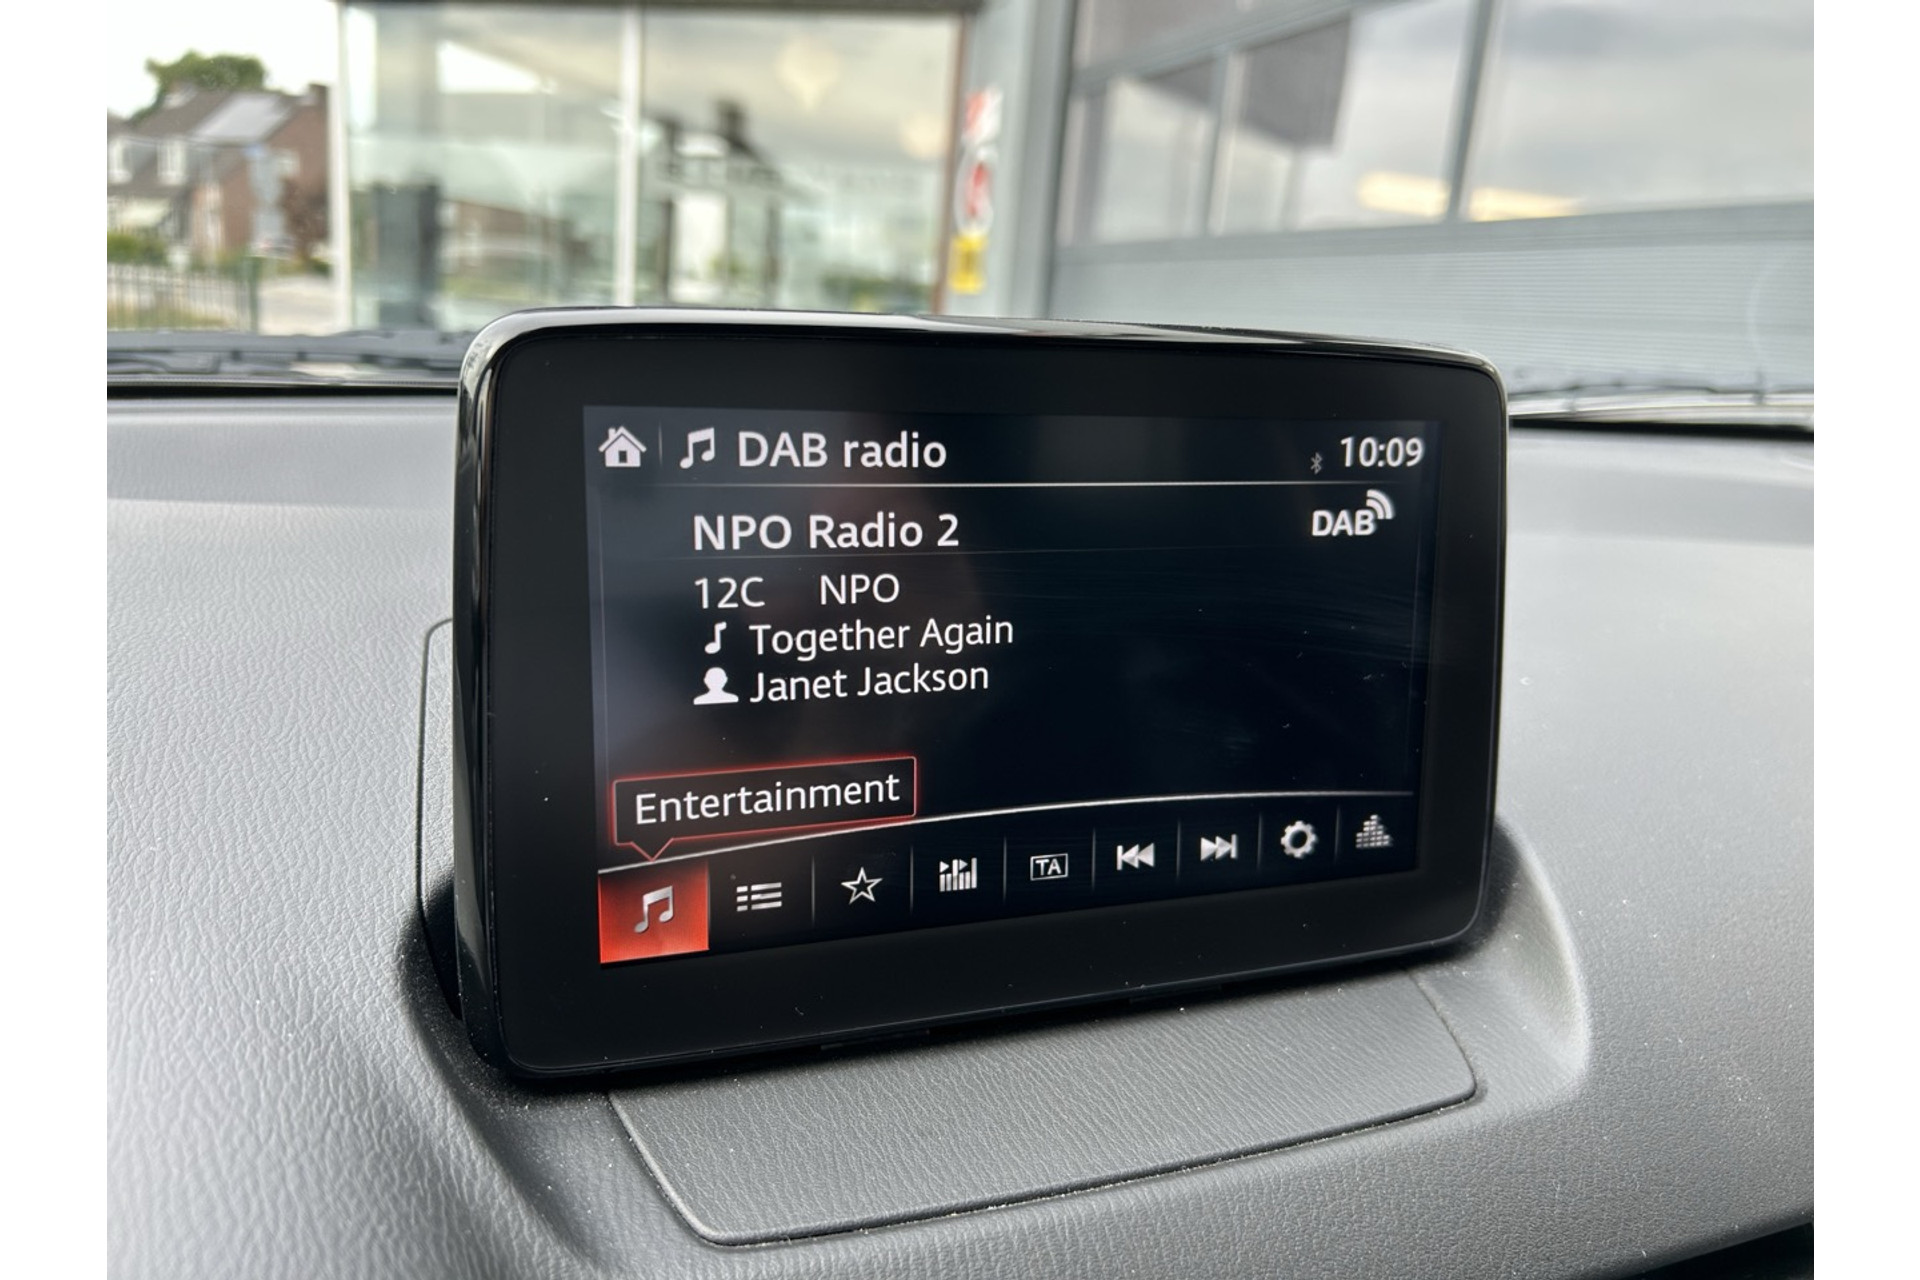 DAB radio 10:09
NPO Radio 2 DAB
12C NPO
Together Again
Janet Jackson
Entertainment
TA